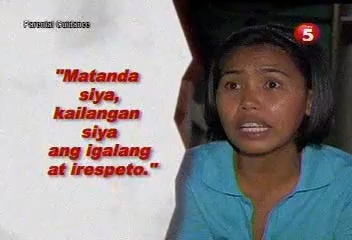 Parental Guidance
5
"Matanda
siya,
kailangan
siya
ang igalang
at irespeto."